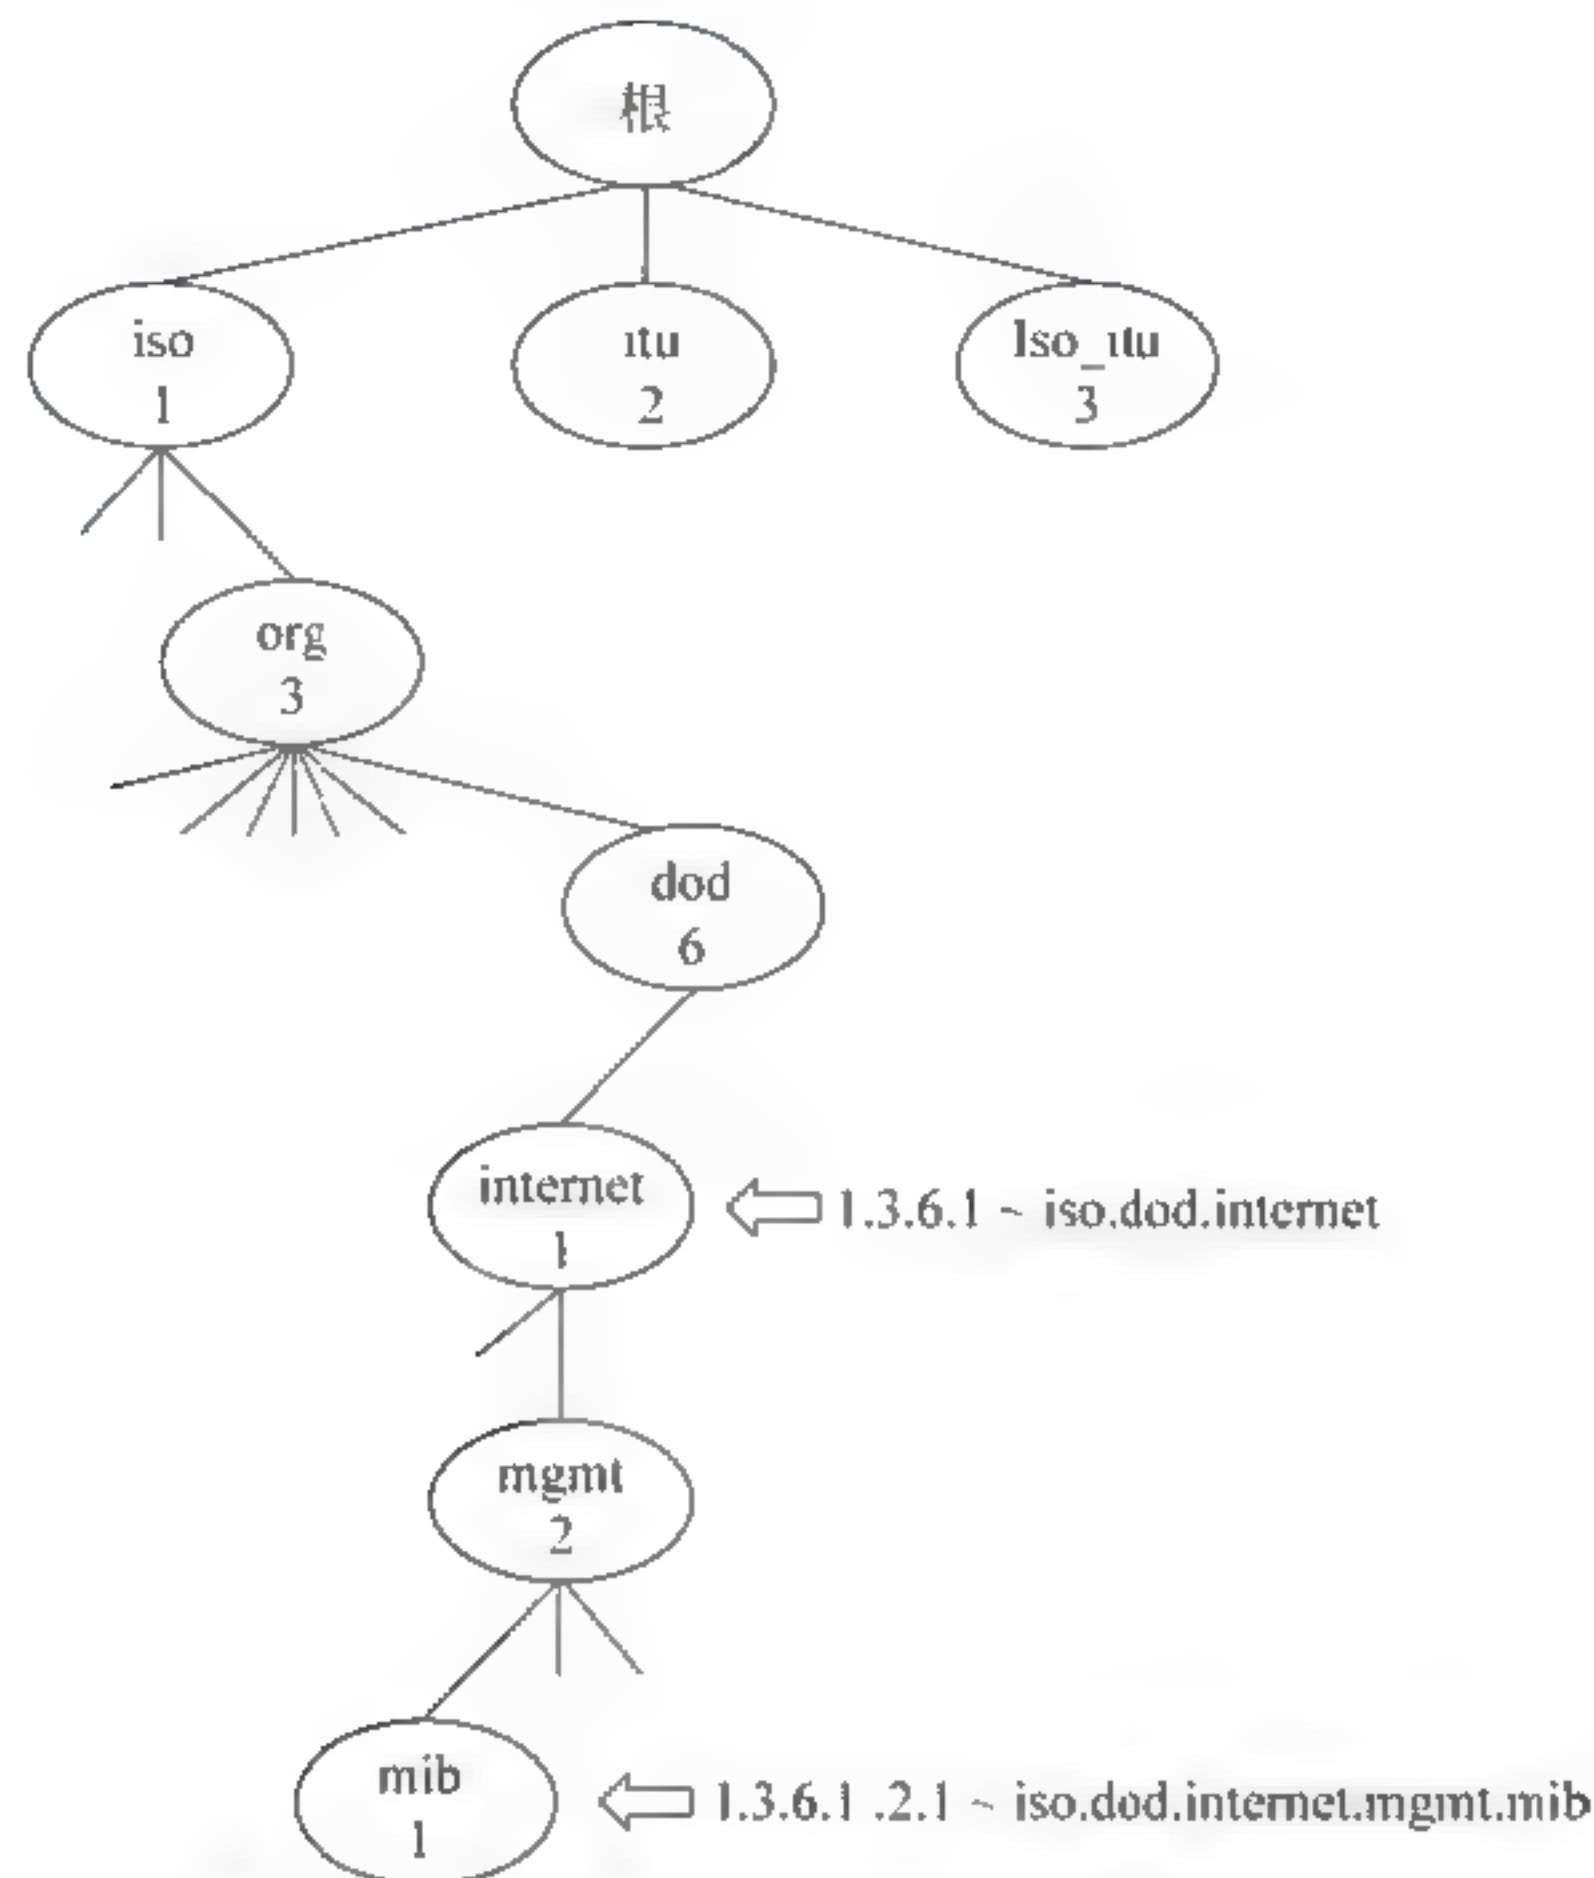 根
iso
1
itu
2
Iso_itu
3
org
3
dod
6
internet
1
1.3.6.1 ~ iso.dod.internet
mgmt
2
mib
1
1.3.6.1 .2.1 ~ iso.dod.internet.mgmt.mib